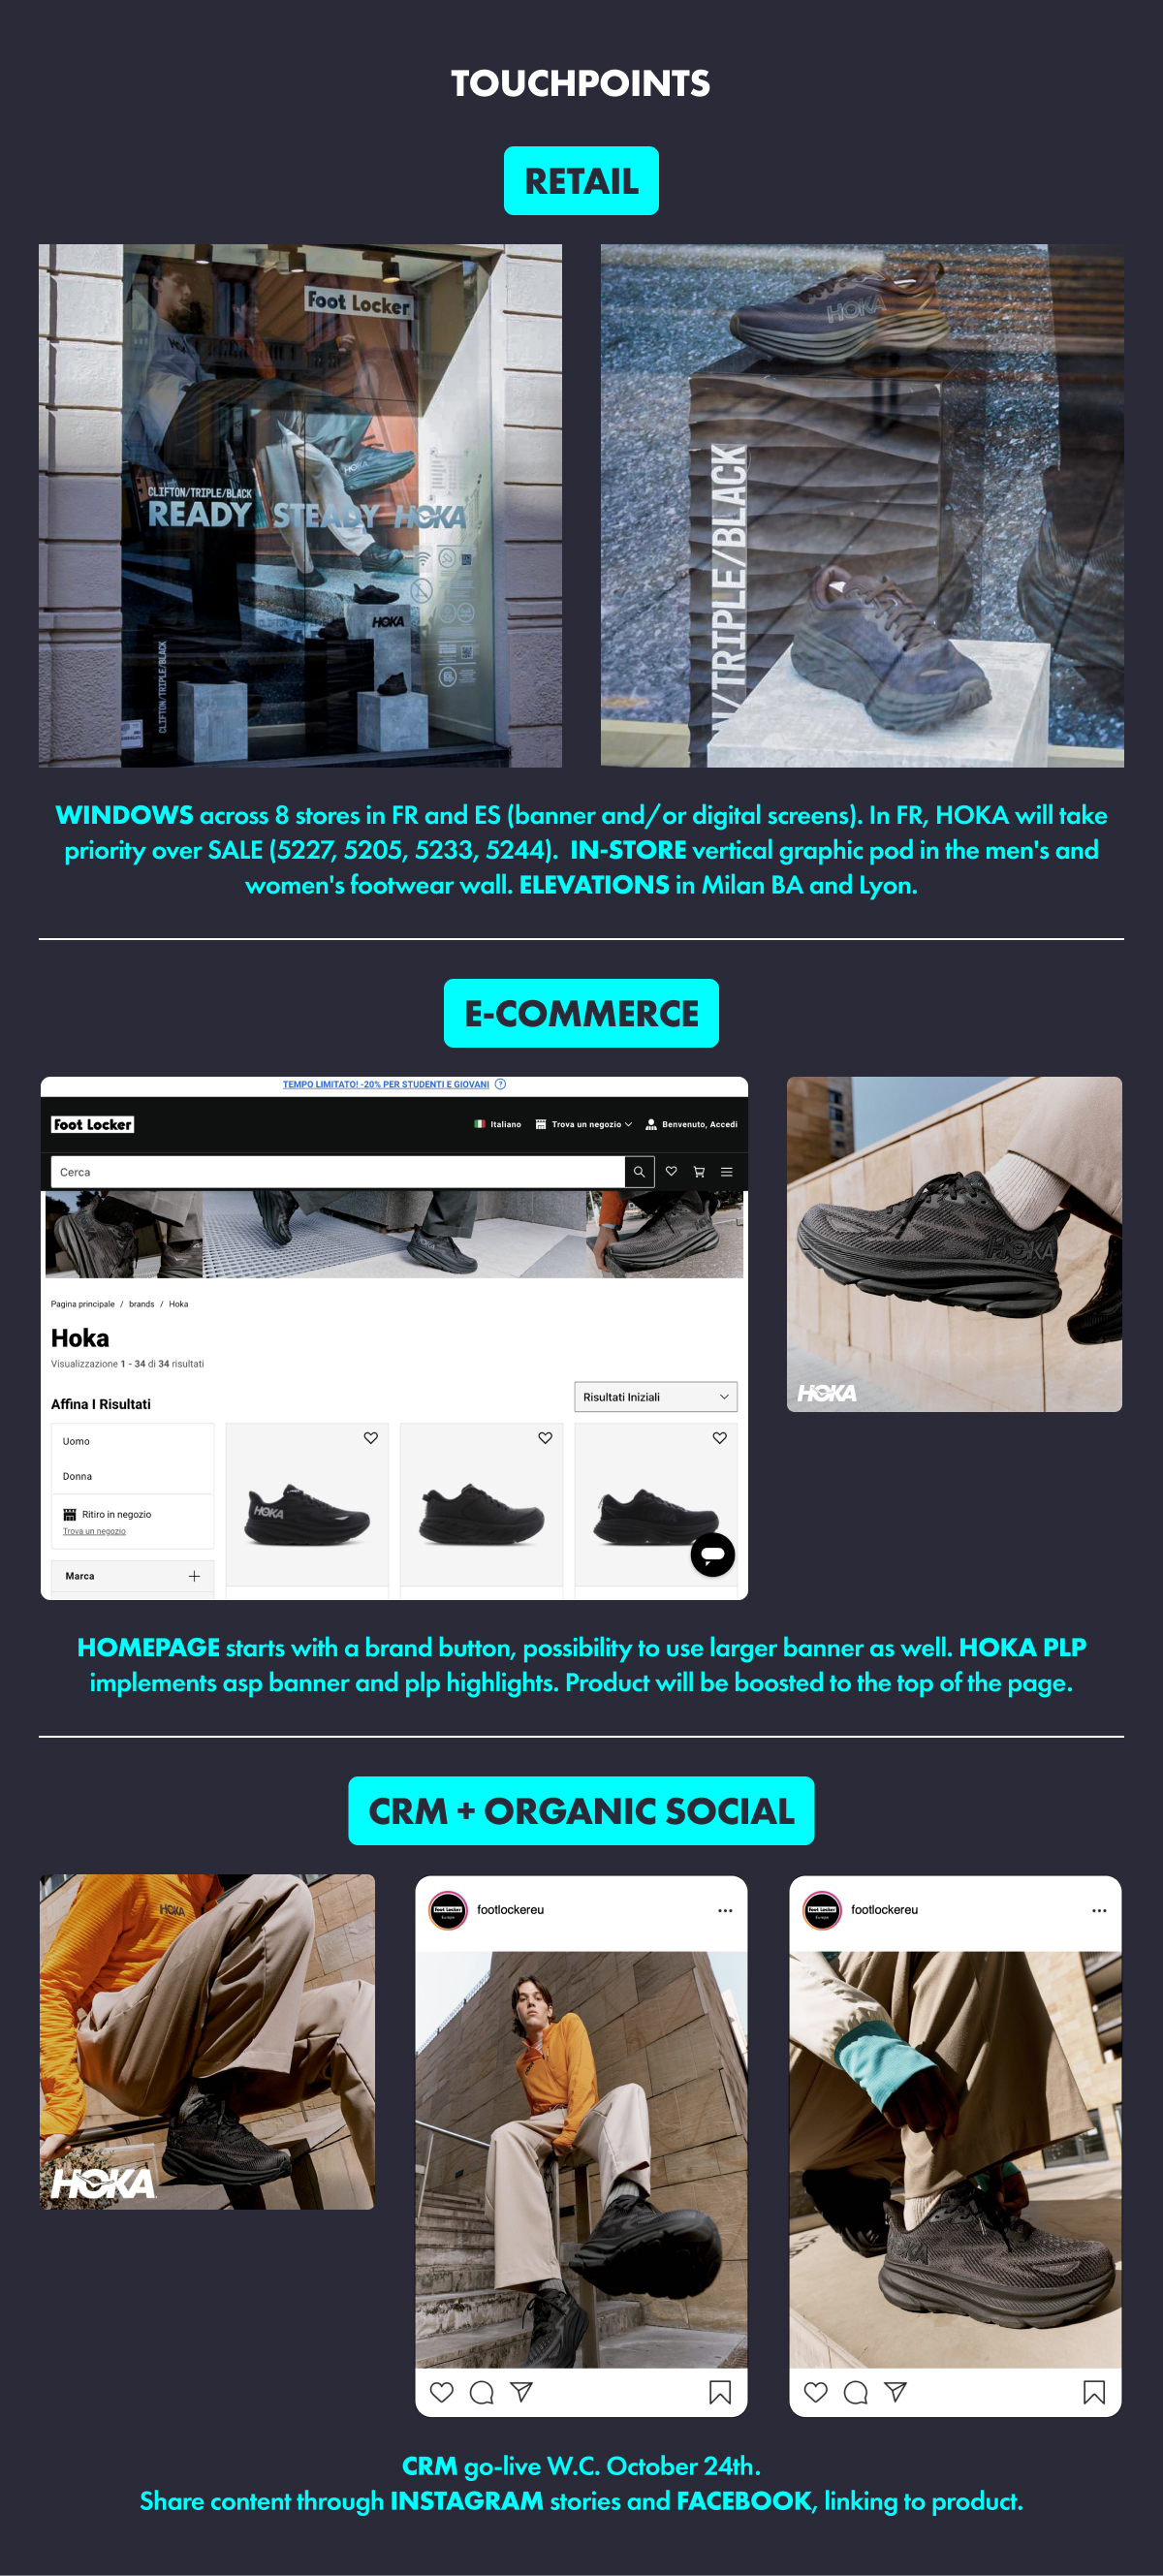 TOUCHPOINTS
RETAIL
Foot Locker
CLIFTON/TRIPLE/BLACK
READY STEADY HOKA
HOKA
CLIFTON/TRIPLE/BLACK
HOKA
/TRIPLE/BLACK
WINDOWS across 8 stores in FR and ES (banner and/or digital screens). In FR, HOKA will take
priority over SALE (5227, 5205, 5233, 5244). IN-STORE vertical graphic pod in the men's and
women's footwear wall. ELEVATIONS in Milan BA and Lyon.
E-COMMERCE
TEMPO LIMITATO! -20% PER STUDENTI E GIOVANI ?
Foot Locker
Italiano
Trova un negozio
Benvenuto, Accedi
Cerca
Pagina principale / brands / Hoka
Hoka
Visualizzazione 1 - 34 di 34 risultati
Risultati Iniziali
Affina I Risultati
Uomo
Donna
Ritiro in negozio
Trova un negozio
Marca
HOKA
HOKA
HOKA
HOMEPAGE starts with a brand button, possibility to use larger banner as well. HOKA PLP
implements asp banner and plp highlights. Product will be boosted to the top of the page.
CRM + ORGANIC SOCIAL
HOKA
HOKA
Foot Locker
Europe
footlockereu
Foot Locker
Europe
footlockereu
HOKA
CRM go-live W.C. October 24th.
Share content through INSTAGRAM stories and FACEBOOK, linking to product.